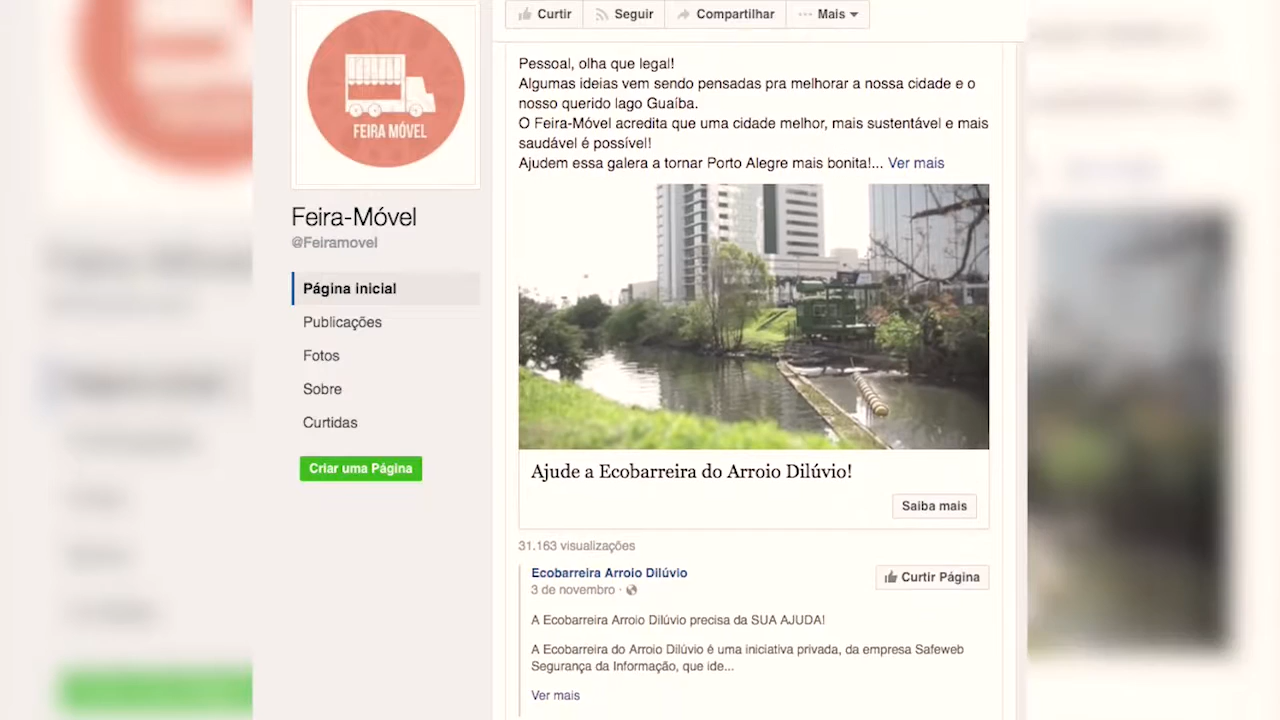 FEIRA MÓVEL
Feira-Móvel
@Feiramovel
Página inicial
Publicações
Fotos
Sobre
Curtidas
Criar uma Página
Curtir
Seguir
Compartilhar
Mais
Pessoal, olha que legal!
Algumas ideias vem sendo pensadas pra melhorar a nossa cidade e o
nosso querido lago Guaíba.
O Feira-Móvel acredita que uma cidade melhor, mais sustentável e mais
saudável é possível!
Ajudem essa galera a tornar Porto Alegre mais bonita!... Ver mais
Ajude a Ecobarreira do Arroio Dilúvio!
Saiba mais
31.163 visualizações
Ecobarreira Arroio Dilúvio
3 de novembro ·
Curtir Página
A Ecobarreira Arroio Dilúvio precisa da SUA AJUDA!
A Ecobarreira do Arroio Dilúvio é uma iniciativa privada, da empresa Safeweb
Segurança da Informação, que ide...
Ver mais